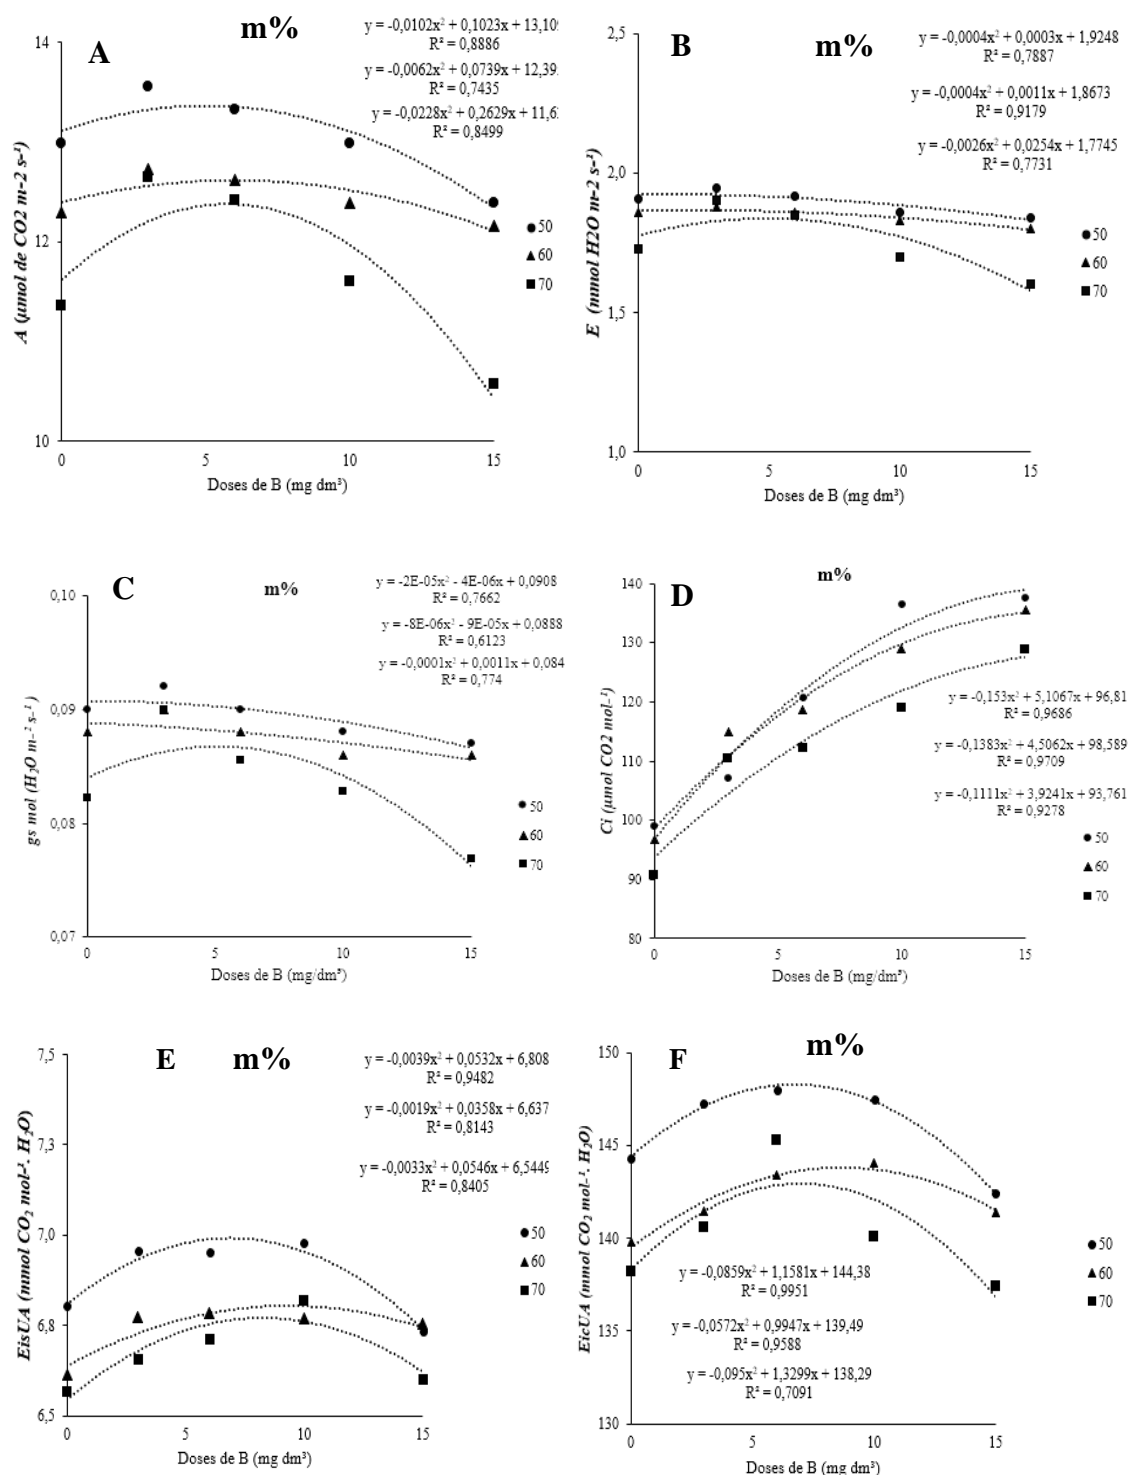 A
m%
y = -0,0102x² + 0,1023x + 13,10
R² = 0,8886
y = -0,0062x² + 0,0739x + 12,39
R² = 0,7435
y = -0,0228x² + 0,2629x + 11,6
R² = 0,8499
14
12
10
A (µmol de CO2 m-2 s-¹)
50
60
70
0 5 10 15
Doses de B (mg dm³)
B
m%
y = -0,0004x² + 0,0003x + 1,9248
R² = 0,7887
y = -0,0004x² + 0,0011x + 1,8673
R² = 0,9179
y = -0,0026x² + 0,0254x + 1,7745
R² = 0,7731
2,5
2,0
1,5
1,0
E (mmol H2O m-2 s-¹)
50
60
70
0 5 10 15
Doses de B (mg dm³)
C
m%
y = -2E-05x² - 4E-06x + 0,0908
R² = 0,7662
y = -8E-06x² - 9E-05x + 0,0888
R² = 0,6123
y = -0,0001x² + 0,0011x + 0,084
R² = 0,774
0,10
0,09
0,08
0,07
gs mol (H₂O m-² s-¹ )
50
60
70
0 5 10 15
Doses de B (mg/dm³)
D
m%
140
130
120
110
100
90
80
Ci (µmol CO2 mol-¹)
y = -0,153x² + 5,1067x + 96,81
R² = 0,9686
y = -0,1383x² + 4,5062x + 98,589
R² = 0,9709
y = -0,1111x² + 3,9241x + 93,761
R² = 0,9278
50
60
70
0 5 10 15
Doses de B (mg/dm³)
E
m%
y = -0,0039x² + 0,0532x + 6,808
R² = 0,9482
y = -0,0019x² + 0,0358x + 6,637
R² = 0,8143
y = -0,0033x² + 0,0546x + 6,5449
R² = 0,8405
7,5
7,3
7,0
6,8
6,5
EisUA (mmol CO₂ mol-¹. H₂O)
50
60
70
0 5 10 15
Doses de B (mg dm³)
F
m%
150
145
140
135
130
EicUA (mmol CO₂ mol-¹. H₂O)
50
60
70
y = -0,0859x² + 1,1581x + 144,38
R² = 0,9951
y = -0,0572x² + 0,9947x + 139,49
R² = 0,9588
y = -0,095x² + 1,3299x + 138,29
R² = 0,7091
0 5 10 15
Doses de B (mg dm³)